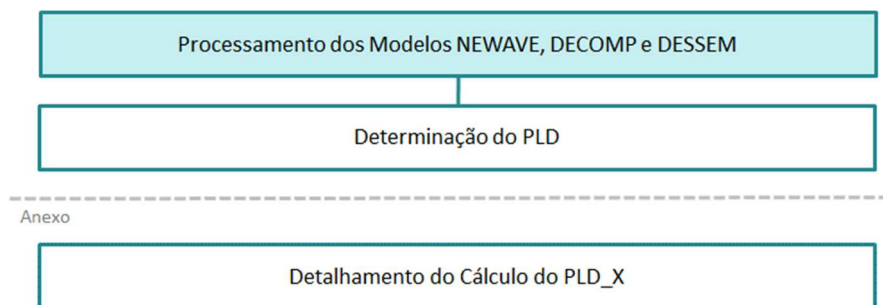 Processamento dos Modelos NEWAVE, DECOMP e DESSEM
Determinação do PLD
Anexo
Detalhamento do Cálculo do PLD_X